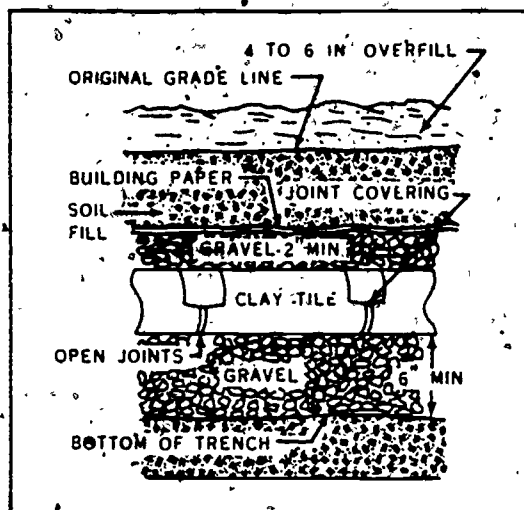 4 TO 6 IN OVERFILL
ORIGINAL GRADE LINE
BUILDING PAPER
JOINT COVERING
SOIL
FILL
GRAVEL 2" MIN
CLAY TILE
OPEN JOINTS
GRAVEL
6" MIN
BOTTOM OF TRENCH